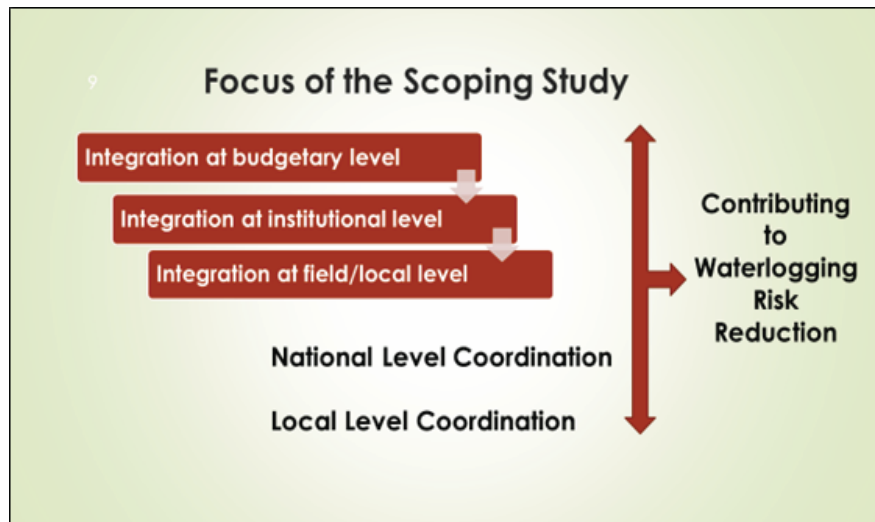 9
Focus of the Scoping Study
Integration at budgetary level
Integration at institutional level
Integration at field/local level
National Level Coordination
Local Level Coordination
Contributing
to
Waterlogging
Risk
Reduction